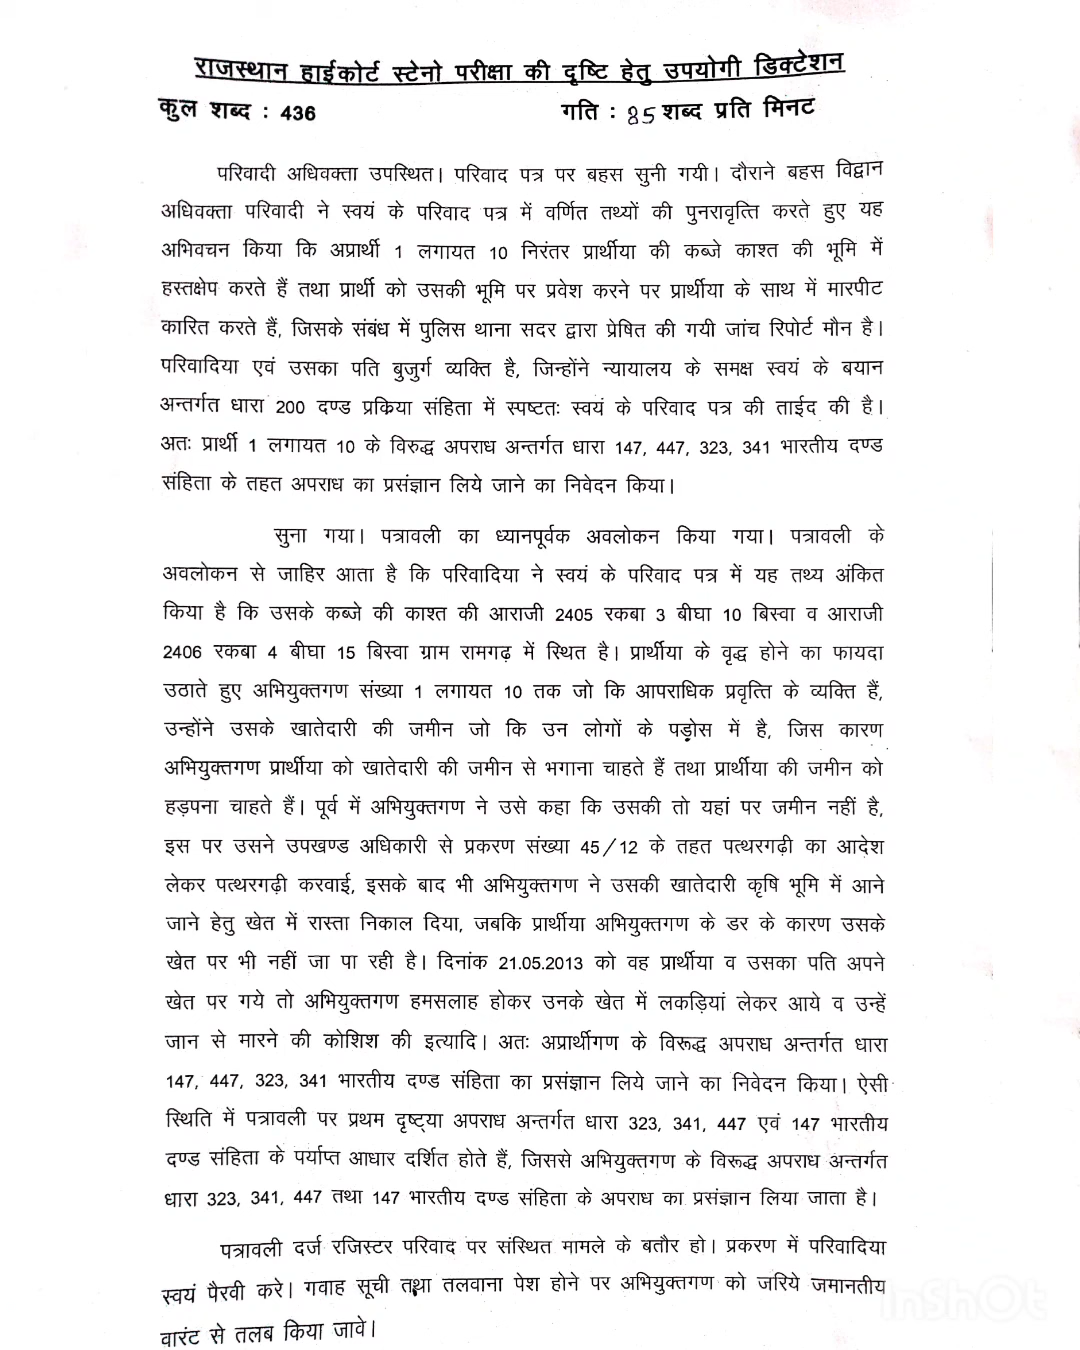 राजस्थान हाईकोर्ट स्टेनो परीक्षा की दृष्टि हेतु उपयोगी डिक्टेशन
कुल शब्द : 436 गति : 85 शब्द प्रति मिनट
परिवादी अधिवक्ता उपस्थित। परिवाद पत्र पर बहस सुनी गयी। दौराने बहस विद्वान
अधिवक्ता परिवादी ने स्वयं के परिवाद पत्र में वर्णित तथ्यों की पुनरावृत्ति करते हुए यह
अभिवचन किया कि अप्रार्थी 1 लगायत 10 निरंतर प्रार्थीया की कब्जे काश्त की भूमि में
हस्तक्षेप करते हैं तथा प्रार्थी को उसकी भूमि पर प्रवेश करने पर प्रार्थीया के साथ में मारपीट
कारित करते हैं, जिसके संबंध में पुलिस थाना सदर द्वारा प्रेषित की गयी जांच रिपोर्ट मौन है।
परिवादिया एवं उसका पति बुजुर्ग व्यक्ति है, जिन्होंने न्यायालय के समक्ष स्वयं के बयान
अन्तर्गत धारा 200 दण्ड प्रक्रिया संहिता में स्पष्टतः स्वयं के परिवाद पत्र की ताईद की है।
अतः प्रार्थी 1 लगायत 10 के विरुद्ध अपराध अन्तर्गत धारा 147, 447, 323, 341 भारतीय दण्ड
संहिता के तहत अपराध का प्रसंज्ञान लिये जाने का निवेदन किया।
सुना गया। पत्रावली का ध्यानपूर्वक अवलोकन किया गया। पत्रावली के
अवलोकन से जाहिर आता है कि परिवादिया ने स्वयं के परिवाद पत्र में यह तथ्य अंकित
किया है कि उसके कब्जे की काश्त की आराजी 2405 रकबा 3 बीघा 10 बिस्वा व आराजी
2406 रकबा 4 बीघा 15 बिस्वा ग्राम रामगढ़ में स्थित है। प्रार्थीया के वृद्ध होने का फायदा
उठाते हुए अभियुक्तगण संख्या 1 लगायत 10 तक जो कि आपराधिक प्रवृत्ति के व्यक्ति हैं,
उन्होंने उसके खातेदारी की जमीन जो कि उन लोगों के पड़ोस में है, जिस कारण
अभियुक्तगण प्रार्थीया को खातेदारी की जमीन से भगाना चाहते हैं तथा प्रार्थीया की जमीन को
हड़पना चाहते हैं। पूर्व में अभियुक्तगण ने उसे कहा कि उसकी तो यहां पर जमीन नहीं है,
इस पर उसने उपखण्ड अधिकारी से प्रकरण संख्या 45/12 के तहत पत्थरगढ़ी का आदेश
लेकर पत्थरगढ़ी करवाई, इसके बाद भी अभियुक्तगण ने उसकी खातेदारी कृषि भूमि में आने
जाने हेतु खेत में रास्ता निकाल दिया, जबकि प्रार्थीया अभियुक्तगण के डर के कारण उसके
खेत पर भी नहीं जा पा रही है। दिनांक 21.05.2013 को वह प्रार्थीया व उसका पति अपने
खेत पर गये तो अभियुक्तगण हमसलाह होकर उनके खेत में लकड़ियां लेकर आये व उन्हें
जान से मारने की कोशिश की इत्यादि। अतः अप्रार्थीगण के विरूद्ध अपराध अन्तर्गत धारा
147, 447, 323, 341 भारतीय दण्ड संहिता का प्रसंज्ञान लिये जाने का निवेदन किया। ऐसी
स्थिति में पत्रावली पर प्रथम दृष्ट्या अपराध अन्तर्गत धारा 323, 341, 447 एवं 147 भारतीय
दण्ड संहिता के पर्याप्त आधार दर्शित होते हैं, जिससे अभियुक्तगण के विरूद्ध अपराध अन्तर्गत
धारा 323, 341, 447 तथा 147 भारतीय दण्ड संहिता के अपराध का प्रसंज्ञान लिया जाता है।
पत्रावली दर्ज रजिस्टर परिवाद पर संस्थित मामले के बतौर हो। प्रकरण में परिवादिया
स्वयं पैरवी करे। गवाह सूची तथा तलवाना पेश होने पर अभियुक्तगण को जरिये जमानतीय
वारंट से तलब किया जावे।
InShOt